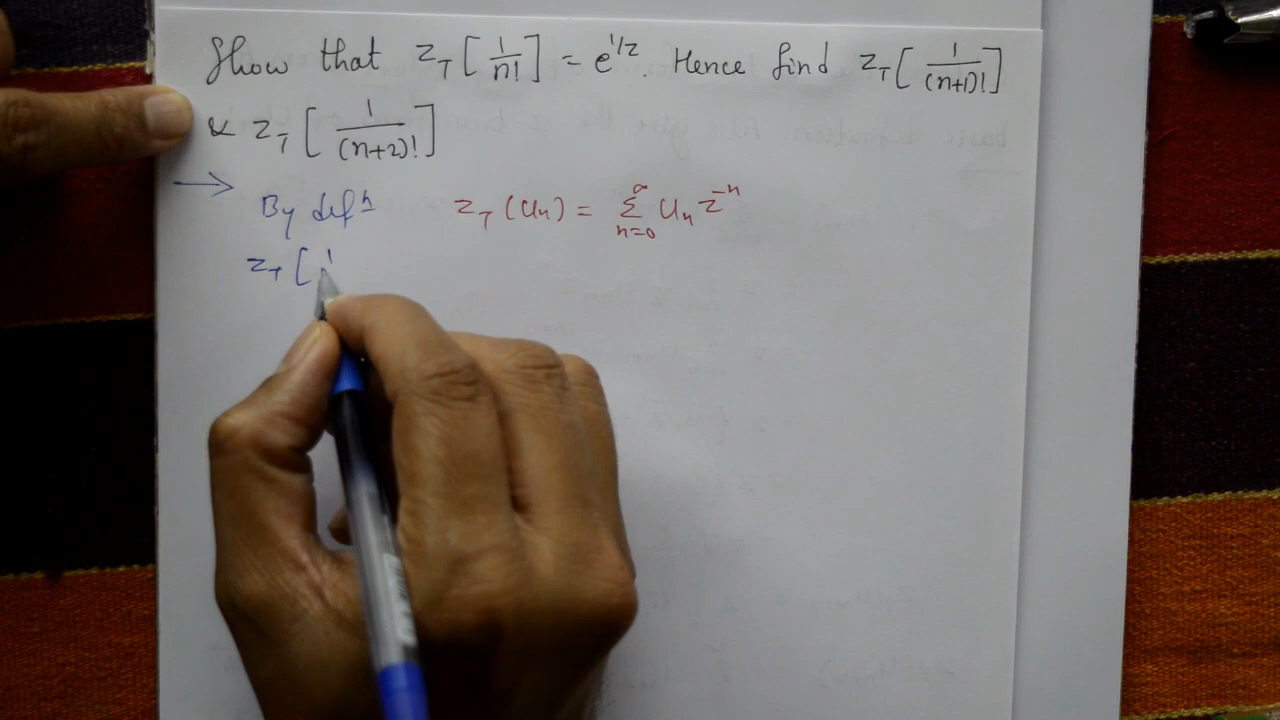 Show that Z_T [ 1/n! ] = e^{1/z}. Hence find Z_T [ 1/(n+1)! ]
& Z_T [ 1/(n+2)! ]
→ By defn Z_T (u_n) = Σ_{n=0}^{∞} u_n z^{-n}
Z_T [ 1